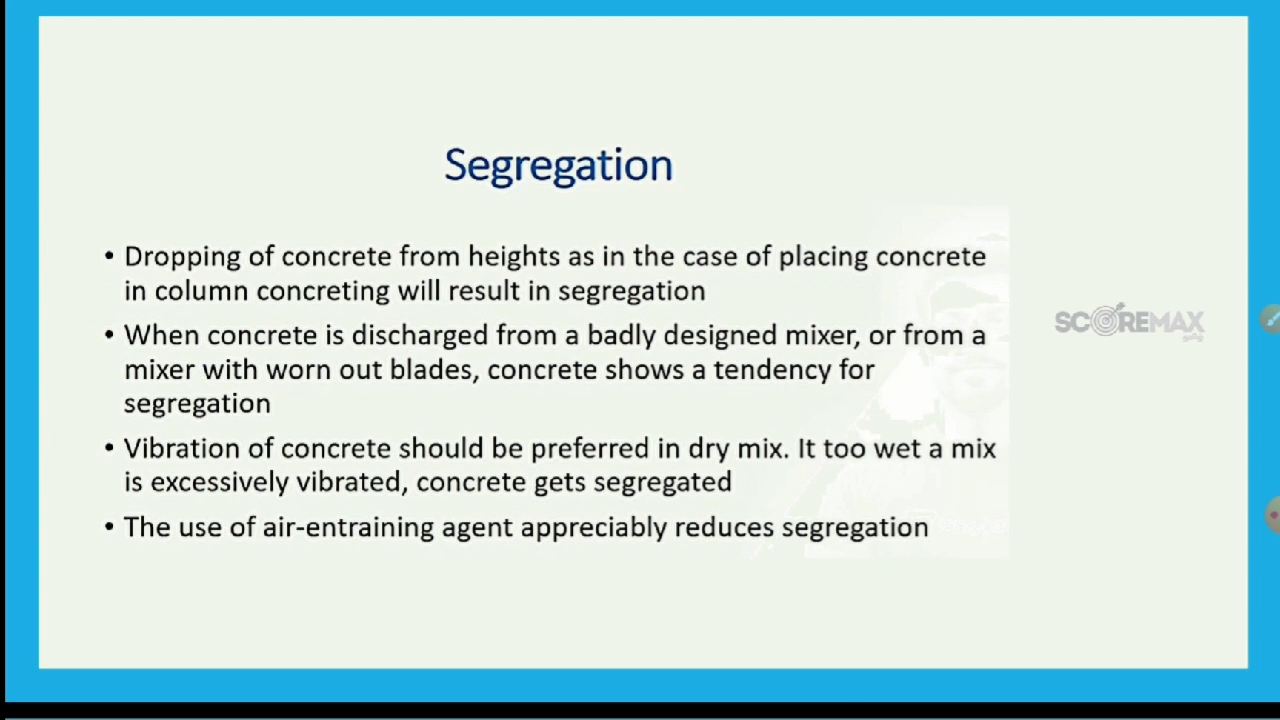 Segregation
• Dropping of concrete from heights as in the case of placing concrete
in column concreting will result in segregation
• When concrete is discharged from a badly designed mixer, or from a
mixer with worn out blades, concrete shows a tendency for
segregation
• Vibration of concrete should be preferred in dry mix. It too wet a mix
is excessively vibrated, concrete gets segregated
• The use of air-entraining agent appreciably reduces segregation
SCOREMAX